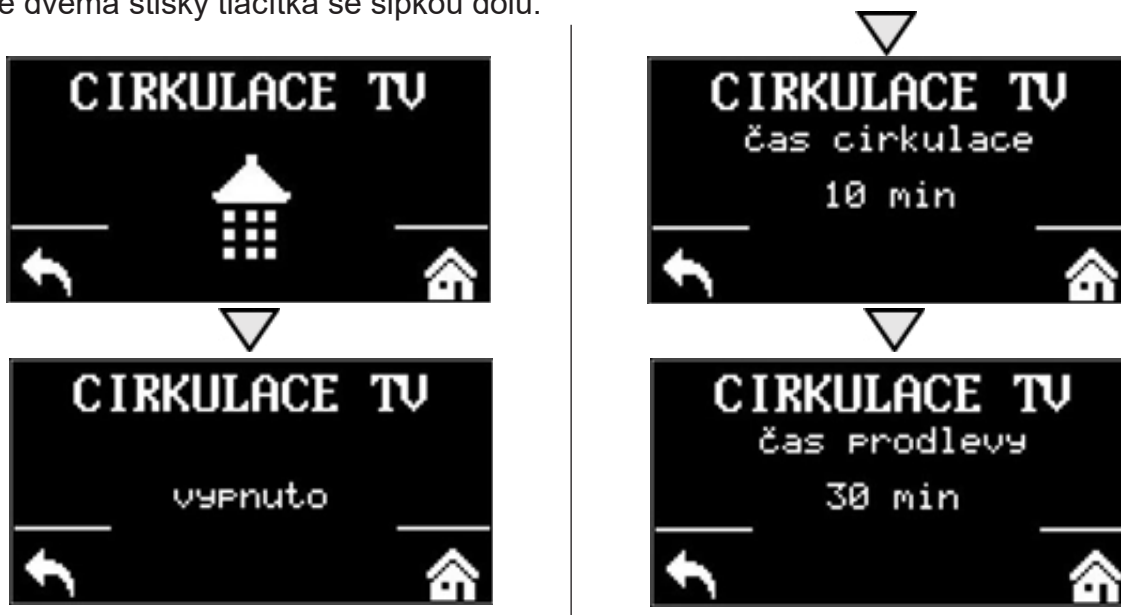 e dvěma stisky tlačítka se šipkou dolů.
CIRKULACE TV
CIRKULACE TV
vypnuto
CIRKULACE TV
čas cirkulace
10 min
CIRKULACE TV
čas prodlevy
30 min